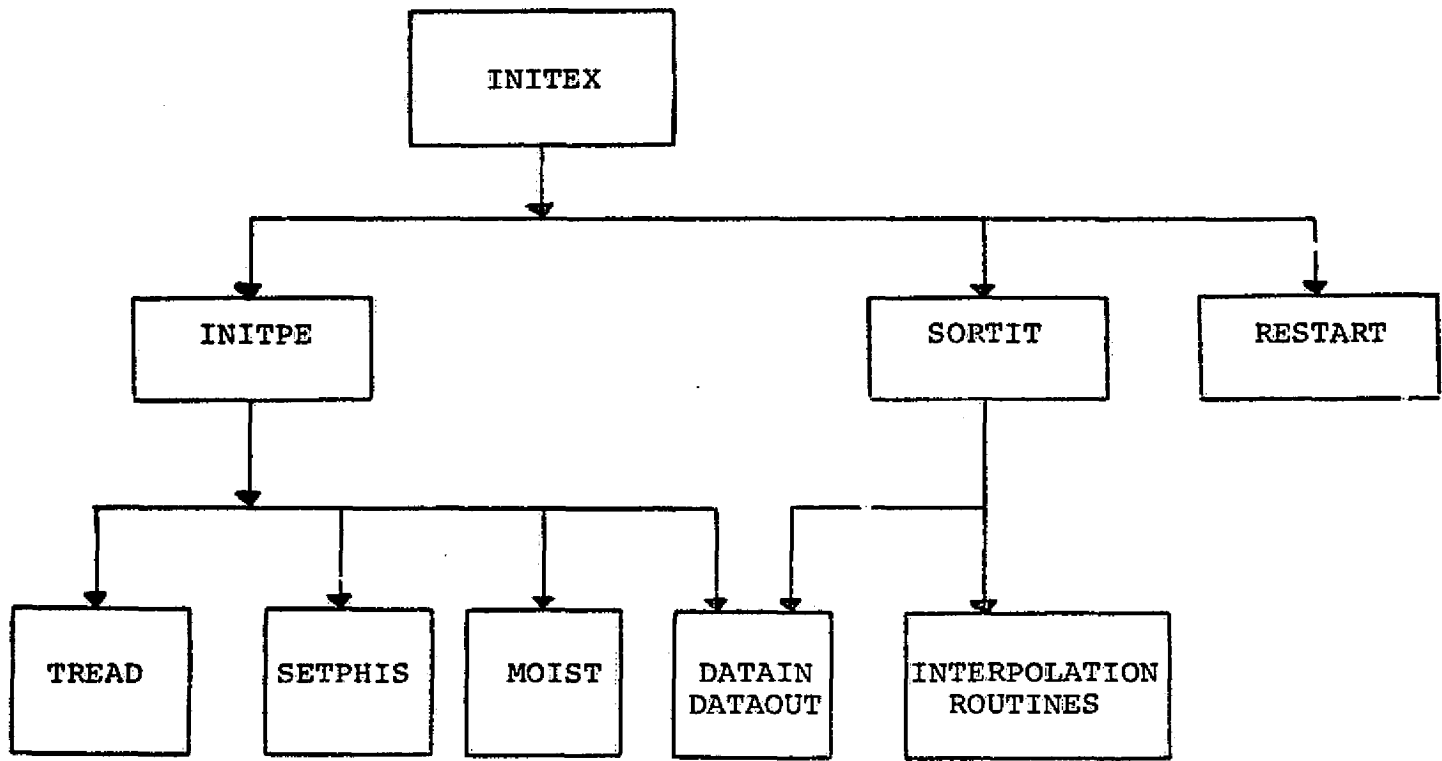 INITEX
INITPE
SORTIT
RESTART
TREAD
SETPHIS
MOIST
DATAIN
DATAOUT
INTERPOLATION
ROUTINES